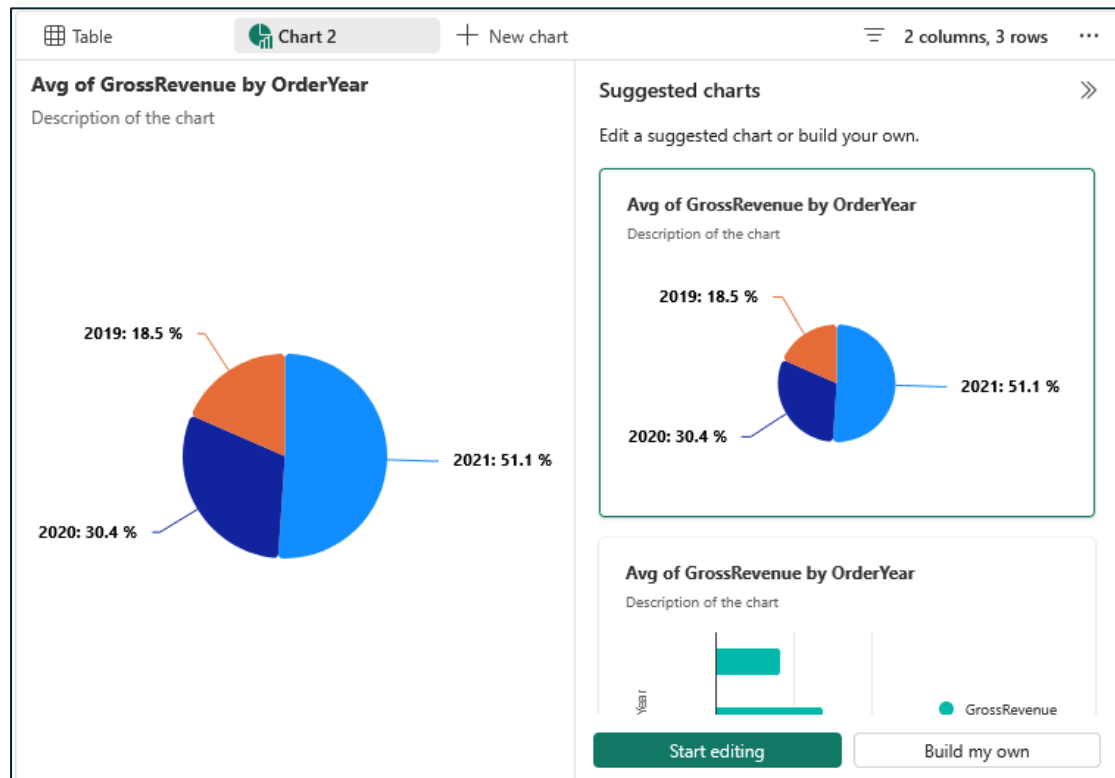 Table
Chart 2
New chart
2 columns, 3 rows
Avg of GrossRevenue by OrderYear
Description of the chart
2019: 18.5 %
2021: 51.1 %
2020: 30.4 %
Suggested charts
Edit a suggested chart or build your own.
Avg of GrossRevenue by OrderYear
Description of the chart
2019: 18.5 %
2021: 51.1 %
2020: 30.4 %
Avg of GrossRevenue by OrderYear
Description of the chart
Year
GrossRevenue
Start editing
Build my own